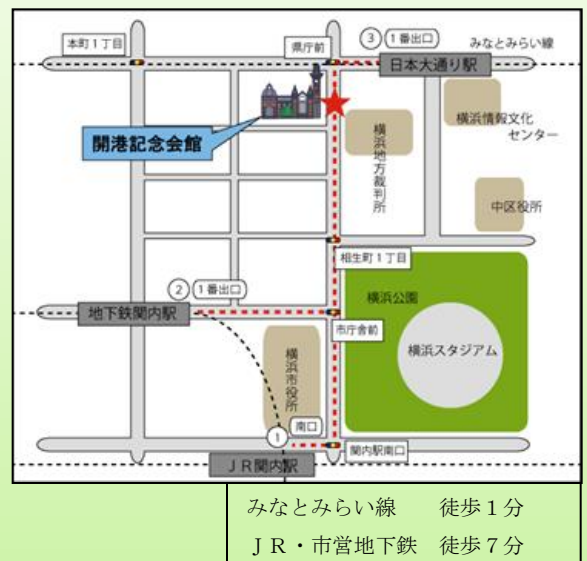 本町1丁目
県庁前
③ 1番出口
みなとみらい線
日本大通り駅
開港記念会館
横浜地方裁判所
横浜情報文化
センター
中区役所
相生町1丁目
② 1番出口
地下鉄関内駅
横浜公園
市庁舎前
横浜スタジアム
横浜市役所
① 南口
関内駅南口
JR関内駅
みなとみらい線 徒歩1分
JR・市営地下鉄 徒歩7分